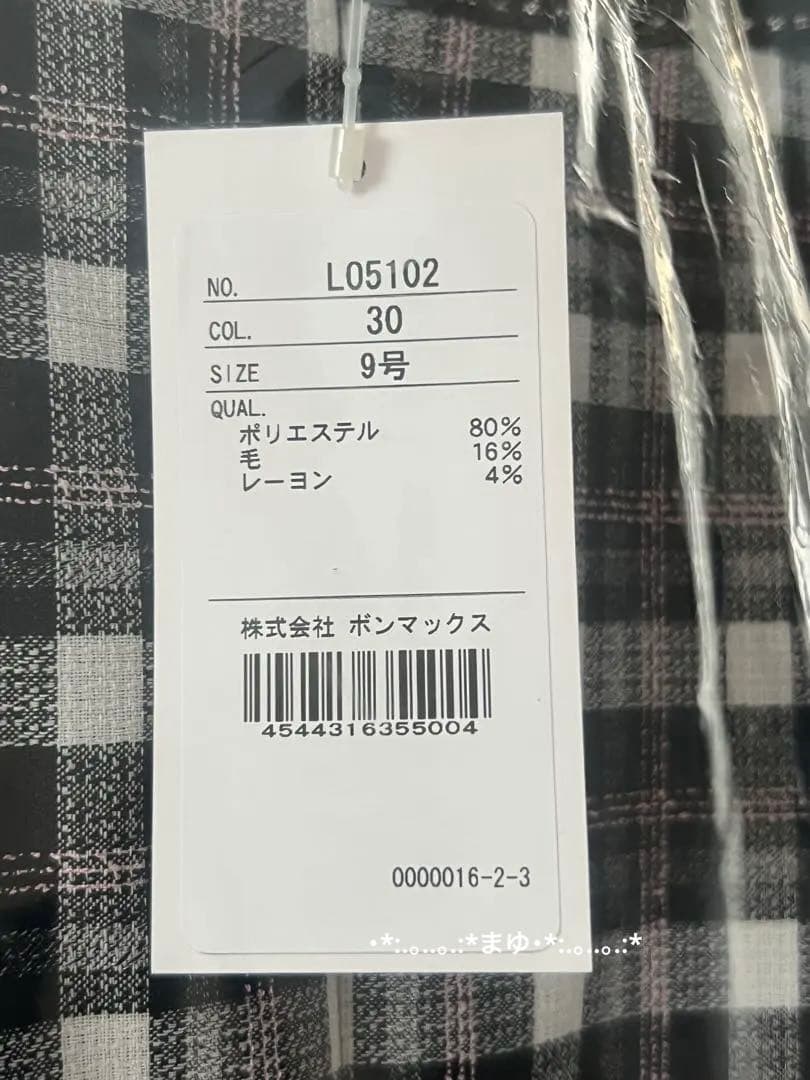 NO. L05102
COL. 30
SIZE 9号
QUAL.
ポリエステル 80%
毛 16%
レーヨン 4%
株式会社 ボンマックス
4544316355004
0000016-2-3
.*:.｡..｡.:*まゆ.*:.｡..｡.:*